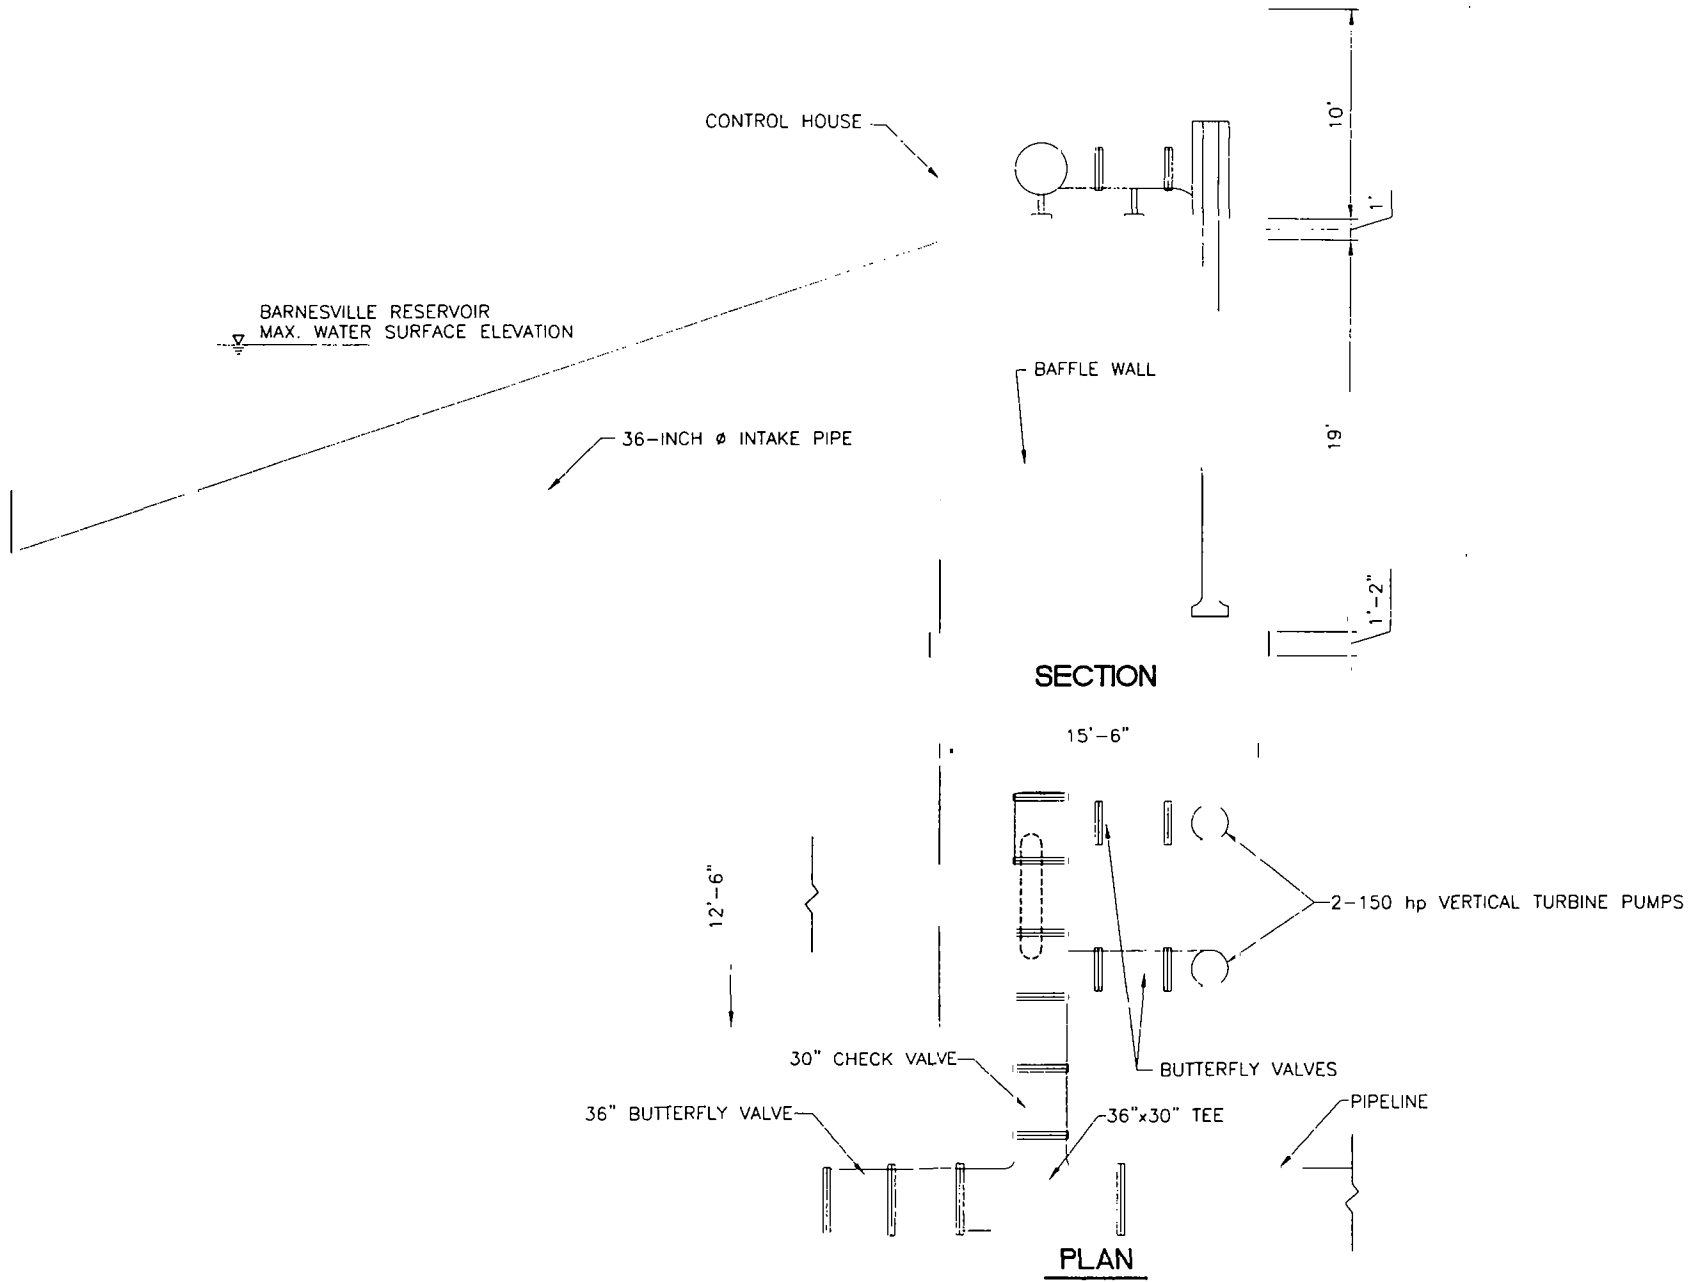 10'
CONTROL HOUSE
1'
BARNESVILLE RESERVOIR
MAX. WATER SURFACE ELEVATION
BAFFLE WALL
36-INCH ø INTAKE PIPE
19'
1'-2"
SECTION
15'-6"
12'-6"
2-150 hp VERTICAL TURBINE PUMPS
30" CHECK VALVE
BUTTERFLY VALVES
36" BUTTERFLY VALVE
36"x30" TEE
PIPELINE
PLAN